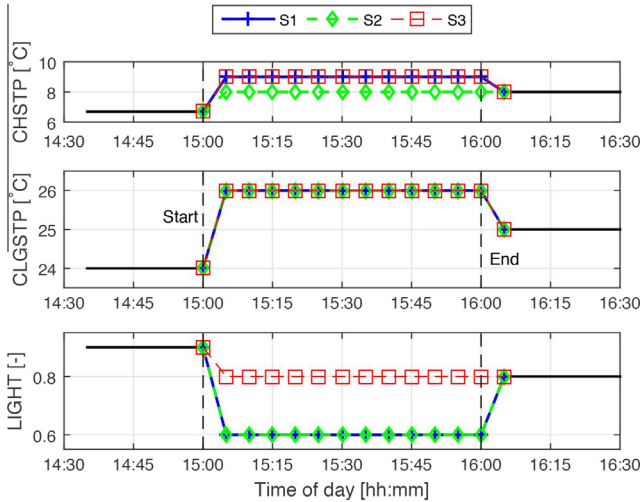 S1 S2 S3
CHSTP [°C]
10
8
6
14:30 14:45 15:00 15:15 15:30 15:45 16:00 16:15 16:30
CLGSTP [°C]
26
25
24
Start
End
14:30 14:45 15:00 15:15 15:30 15:45 16:00 16:15 16:30
LIGHT [-]
0.8
0.6
14:30 14:45 15:00 15:15 15:30 15:45 16:00 16:15 16:30
Time of day [hh:mm]